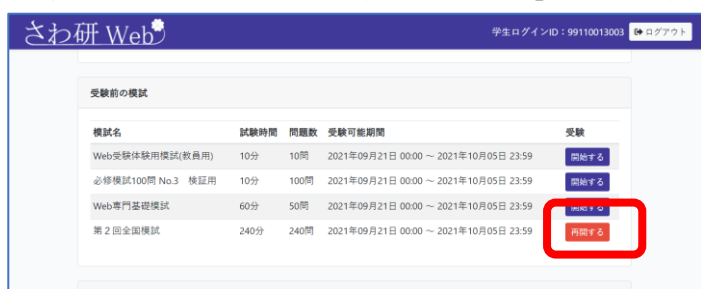 さわ研 Web
学生ログインID：99110013003 ログアウト
受験前の模試
模試名 試験時間 問題数 受験可能期間 受験
Web受験体験用模試(教員用) 10分 10問 2021年09月21日 00:00 ～ 2021年10月05日 23:59 開始する
必修模試100問 No.3　検証用 10分 100問 2021年09月21日 00:00 ～ 2021年10月05日 23:59 開始する
Web専門基礎模試 60分 50問 2021年09月21日 00:00 ～ 2021年10月05日 23:59 開始する
第２回全国模試 240分 240問 2021年09月21日 00:00 ～ 2021年10月05日 23:59 再開する